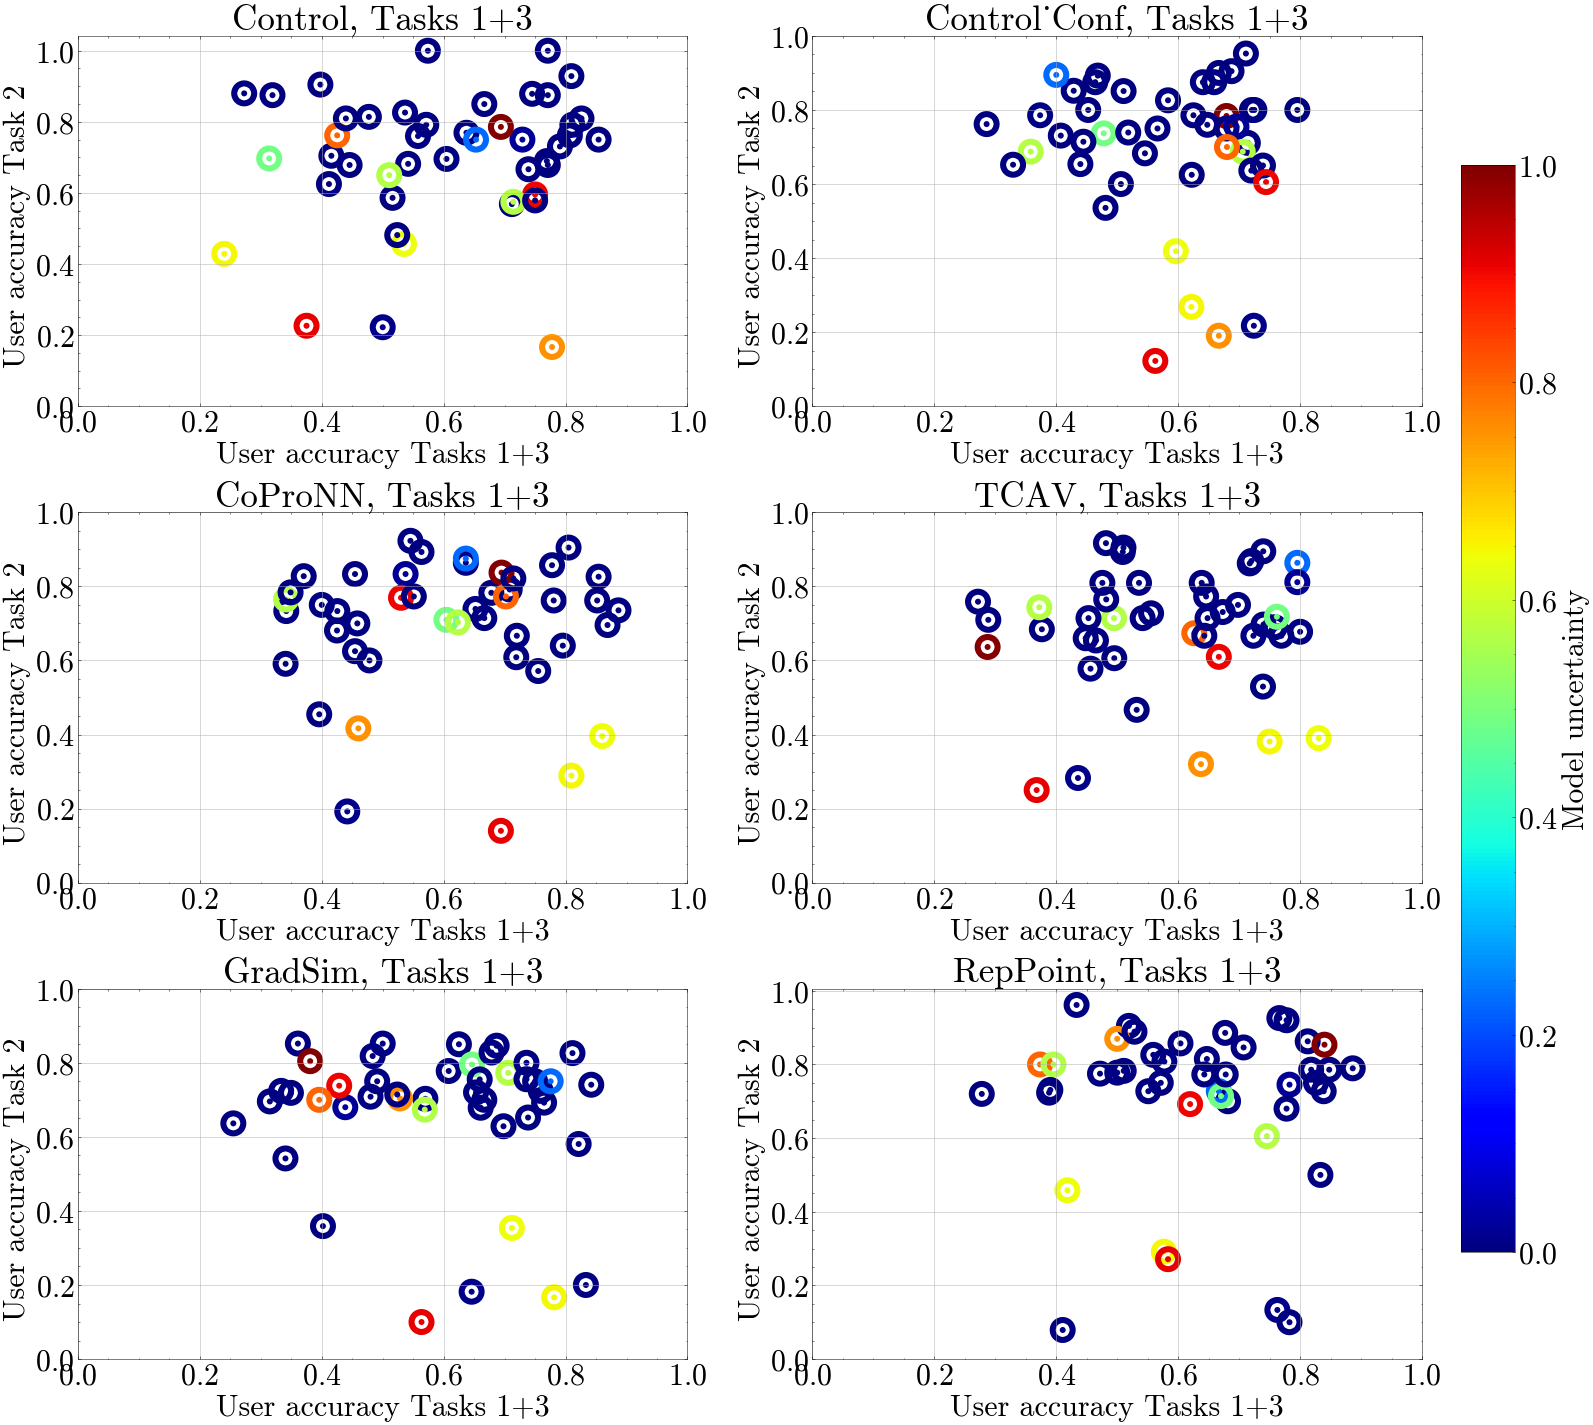 Control, Tasks 1+3
User accuracy Task 2
1.0
0.8
0.6
0.4
0.2
0.0
0.0 0.2 0.4 0.6 0.8 1.0
User accuracy Tasks 1+3
Control˙Conf, Tasks 1+3
User accuracy Task 2
1.0
0.8
0.6
0.4
0.2
0.0
0.0 0.2 0.4 0.6 0.8 1.0
User accuracy Tasks 1+3
CoProNN, Tasks 1+3
User accuracy Task 2
1.0
0.8
0.6
0.4
0.2
0.0
0.0 0.2 0.4 0.6 0.8 1.0
User accuracy Tasks 1+3
TCAV, Tasks 1+3
User accuracy Task 2
1.0
0.8
0.6
0.4
0.2
0.0
0.0 0.2 0.4 0.6 0.8 1.0
User accuracy Tasks 1+3
GradSim, Tasks 1+3
User accuracy Task 2
1.0
0.8
0.6
0.4
0.2
0.0
0.0 0.2 0.4 0.6 0.8 1.0
User accuracy Tasks 1+3
RepPoint, Tasks 1+3
User accuracy Task 2
1.0
0.8
0.6
0.4
0.2
0.0
0.0 0.2 0.4 0.6 0.8 1.0
User accuracy Tasks 1+3
1.0
0.8
0.6
0.4
0.2
0.0
Model uncertainty